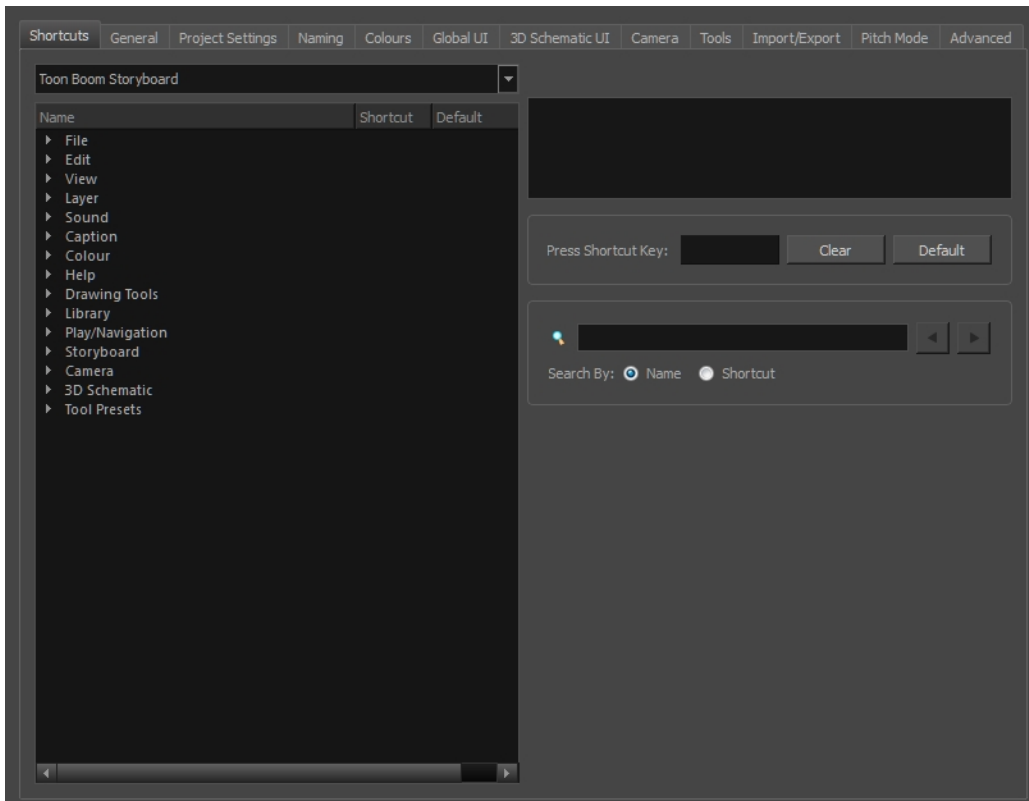 Shortcuts General Project Settings Naming Colours Global UI 3D Schematic UI Camera Tools Import/Export Pitch Mode Advanced
Toon Boom Storyboard
Name Shortcut Default
File
Edit
View
Layer
Sound
Caption
Colour
Help
Drawing Tools
Library
Play/Navigation
Storyboard
Camera
3D Schematic
Tool Presets
Press Shortcut Key: Clear Default
Search By: Name Shortcut